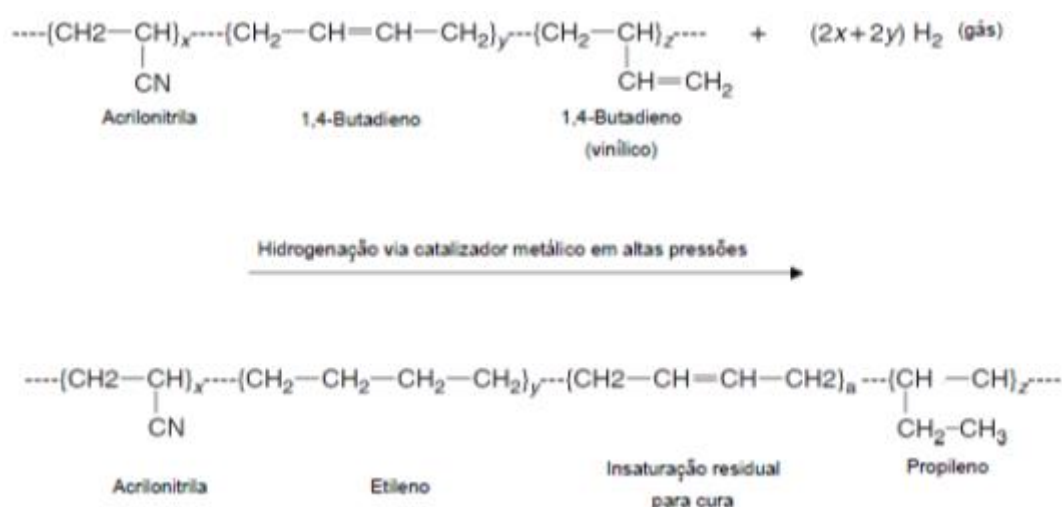 ----(CH2—CH)x----(CH₂—CH=CH—CH₂)y---(CH₂—CH)z---- + (2x+2y) H₂ (gás)
CN CH=CH₂
Acrilonitrila 1,4-Butadieno 1,4-Butadieno
(vinílico)
Hidrogenação via catalizador metálico em altas pressões
----(CH2—CH)x----(CH₂—CH₂—CH₂—CH₂)y---(CH2—CH=CH—CH2)a---(CH —CH)z----
CN CH₂-CH₃
Acrilonitrila Etileno Insaturação residual Propileno
para cura